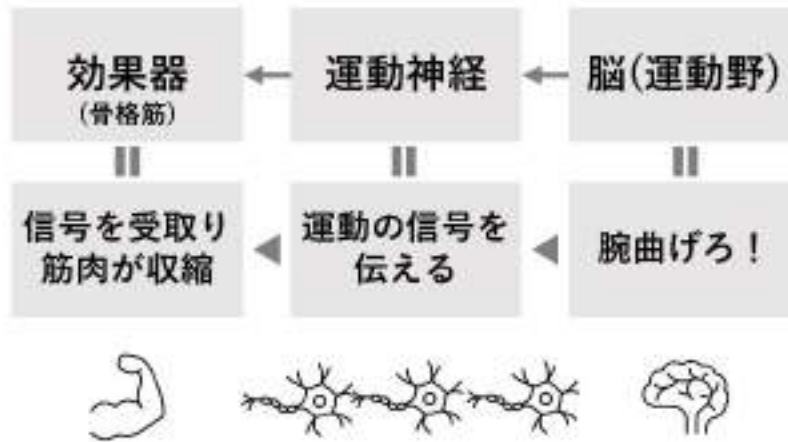 効果器
(骨格筋)
運動神経
脳(運動野)
信号を受取り
筋肉が収縮
運動の信号を
伝える
腕曲げろ！